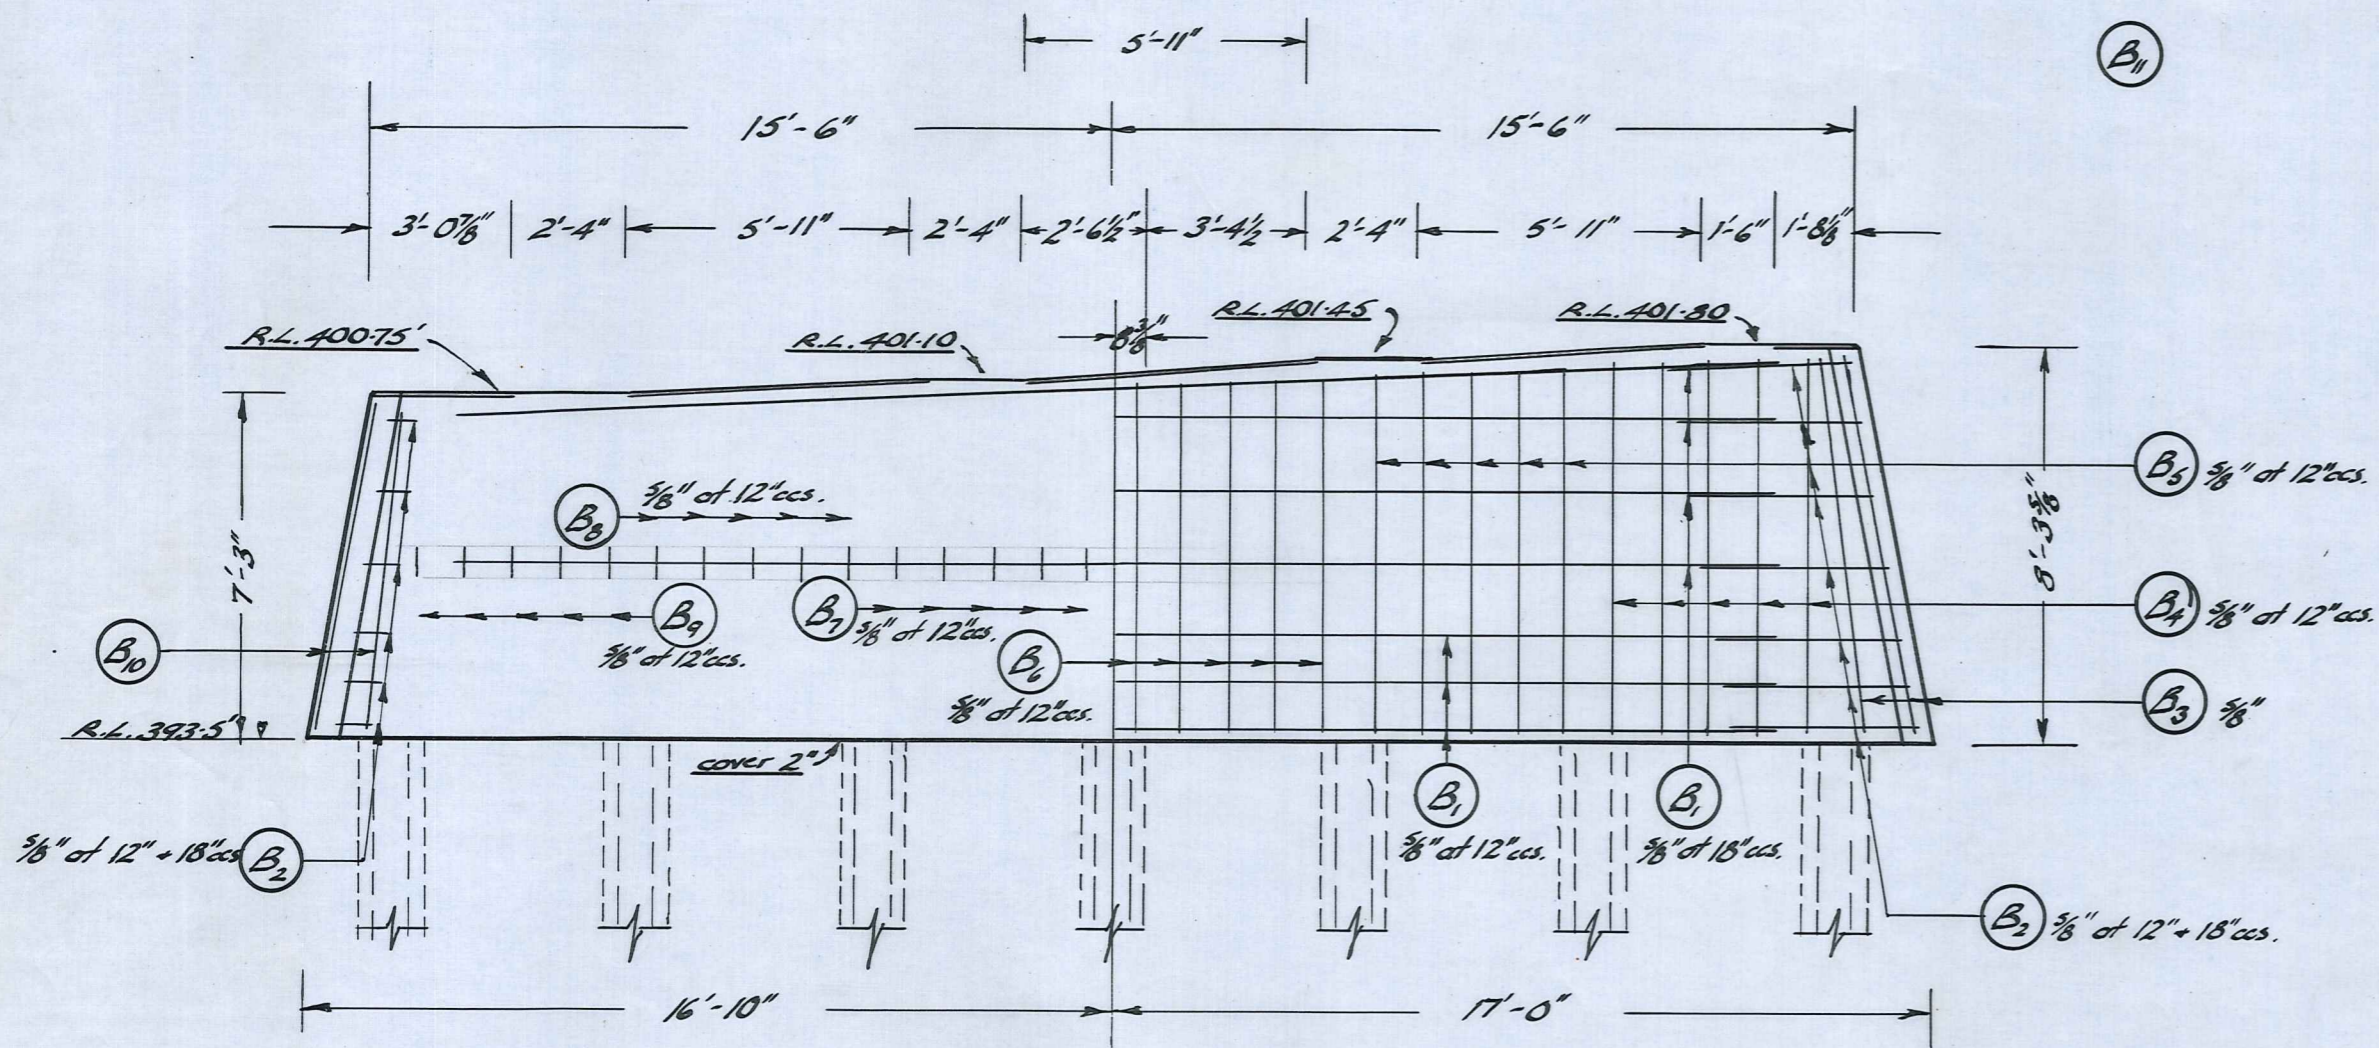 5'-11"
B11
15'-6" 15'-6"
3'-0⅞" 2'-4" 5'-11" 2'-4" 2'-6½" 3'-4½ 2'-4" 5'-11" 1'-6" 1'-8⅛"
R.L. 400·75' R.L. 401·10 8⅜" R.L. 401·45 R.L. 401·80
B5 ⅝" at 12"ccs.
B8 ⅝" at 12"ccs.
7'-3" 8'-3⅝"
B9 ⅝" at 12"ccs.
B7 ⅝" at 12"ccs.
B4 ⅝" at 12"ccs.
B10
B6 ⅝" at 12"ccs.
B3 ⅝"
R.L. 393·5'
cover 2"
B1 ⅝" at 12"ccs.
B1 ⅝" at 18"ccs.
⅝" at 12" + 18"ccs B2
B2 ⅝" at 12" + 18"ccs.
16'-10" 17'-0"